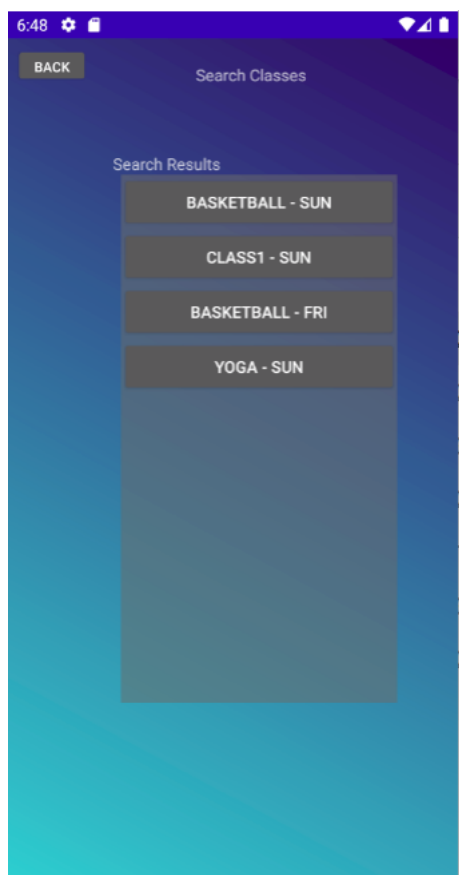 6:48
BACK
Search Classes
Search Results
BASKETBALL - SUN
CLASS1 - SUN
BASKETBALL - FRI
YOGA - SUN